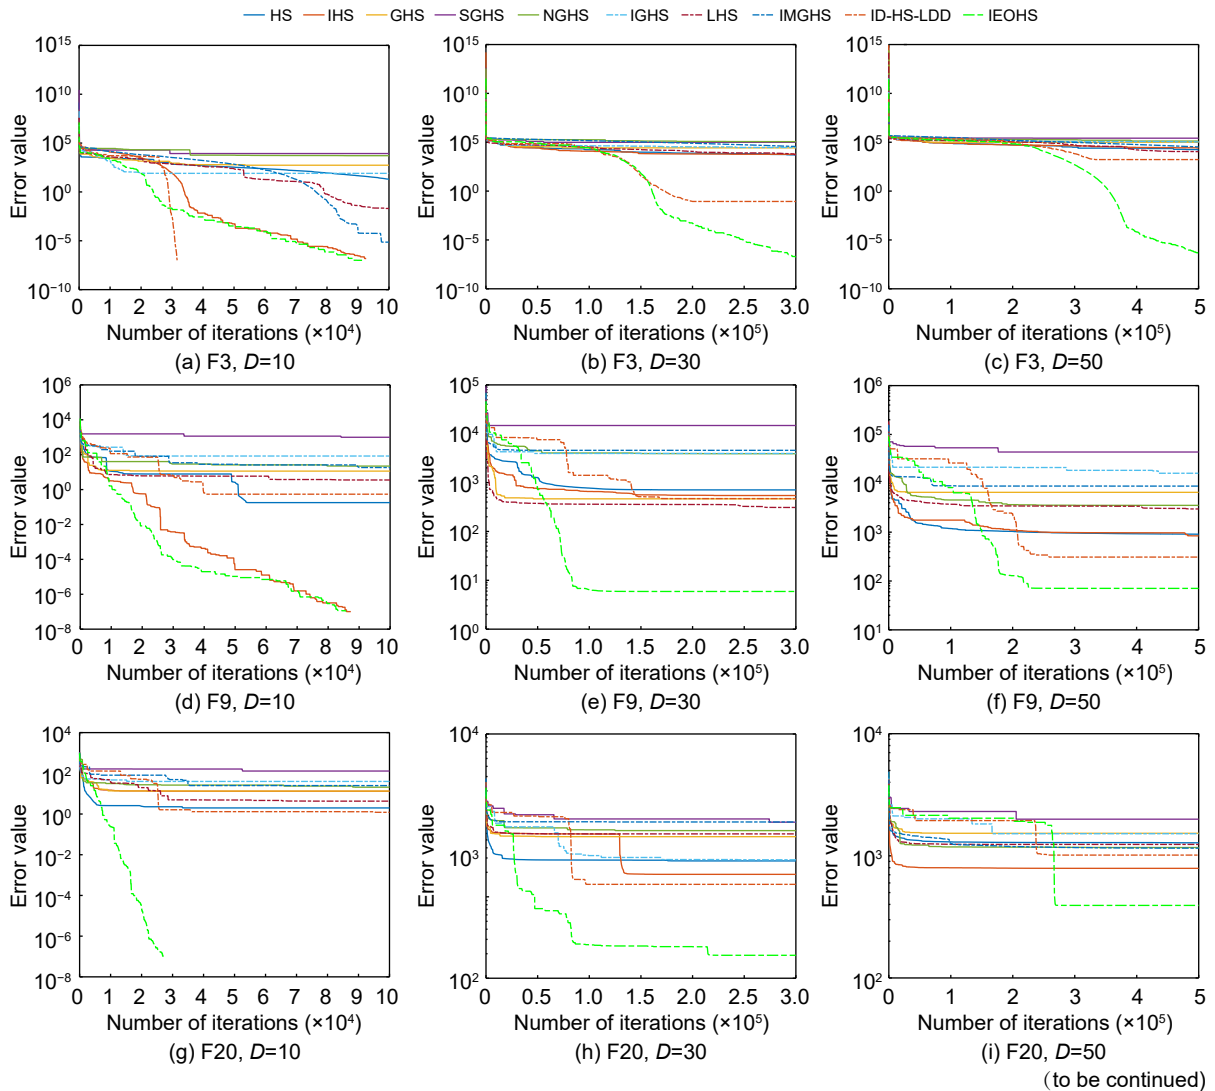 HS IHS GHS SGHS NGHS IGHS LHS IMGHS ID-HS-LDD IEOHS
Error value
10^15
10^10
10^5
10^0
10^−5
10^−10
0 1 2 3 4 5 6 7 8 9 10
Number of iterations (×10^4)
(a) F3, D=10
Error value
10^15
10^10
10^5
10^0
10^−5
10^−10
0 0.5 1.0 1.5 2.0 2.5 3.0
Number of iterations (×10^5)
(b) F3, D=30
Error value
10^15
10^10
10^5
10^0
10^−5
10^−10
0 1 2 3 4 5
Number of iterations (×10^5)
(c) F3, D=50
Error value
10^6
10^4
10^2
10^0
10^−2
10^−4
10^−6
10^−8
0 1 2 3 4 5 6 7 8 9 10
Number of iterations (×10^4)
(d) F9, D=10
Error value
10^5
10^4
10^3
10^2
10^1
10^0
0 0.5 1.0 1.5 2.0 2.5 3.0
Number of iterations (×10^5)
(e) F9, D=30
Error value
10^6
10^5
10^4
10^3
10^2
10^1
0 1 2 3 4 5
Number of iterations (×10^5)
(f) F9, D=50
Error value
10^4
10^2
10^0
10^−2
10^−4
10^−6
10^−8
0 1 2 3 4 5 6 7 8 9 10
Number of iterations (×10^4)
(g) F20, D=10
Error value
10^4
10^3
10^2
0 0.5 1.0 1.5 2.0 2.5 3.0
Number of iterations (×10^5)
(h) F20, D=30
Error value
10^4
10^3
10^2
0 1 2 3 4 5
Number of iterations (×10^5)
(i) F20, D=50
(to be continued)